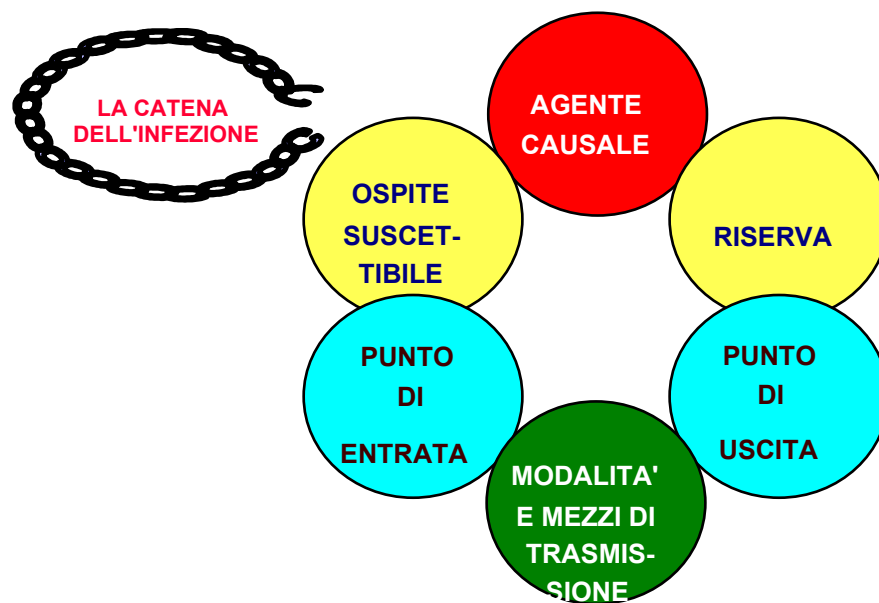 LA CATENA
DELL'INFEZIONE
AGENTE
CAUSALE
RISERVA
PUNTO
DI
USCITA
MODALITA'
E MEZZI DI
TRASMIS-
SIONE
PUNTO
DI
ENTRATA
OSPITE
SUSCET-
TIBILE